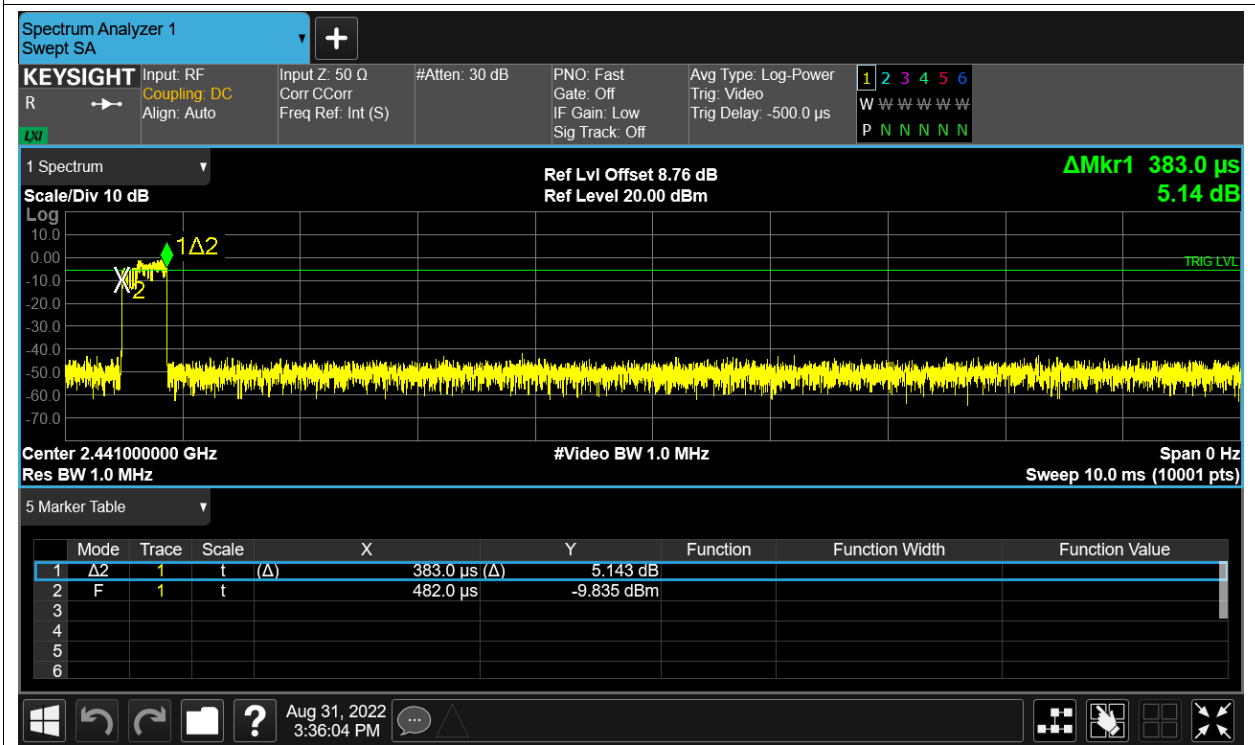 Spectrum Analyzer 1
Swept SA
KEYSIGHT Input: RF Input Z: 50 Ω #Atten: 30 dB PNO: Fast Avg Type: Log-Power 1 2 3 4 5 6
R Coupling: DC Corr CCorr Gate: Off Trig: Video W W W W W W
Align: Auto Freq Ref: Int (S) IF Gain: Low Trig Delay: -500.0 µs P N N N N N
LXI Sig Track: Off
1 Spectrum Ref Lvl Offset 8.76 dB ΔMkr1 383.0 µs
Scale/Div 10 dB Ref Level 20.00 dBm 5.14 dB
Log
10.0
1Δ2
0.00
TRIG LVL
-10.0
X2
-20.0
-30.0
-40.0
-50.0
-60.0
-70.0
Center 2.441000000 GHz #Video BW 1.0 MHz Span 0 Hz
Res BW 1.0 MHz Sweep 10.0 ms (10001 pts)
5 Marker Table
Mode Trace Scale X Y Function Function Width Function Value
1 Δ2 1 t (Δ) 383.0 µs (Δ) 5.143 dB
2 F 1 t 482.0 µs -9.835 dBm
3
4
5
6
? Aug 31, 2022
3:36:04 PM